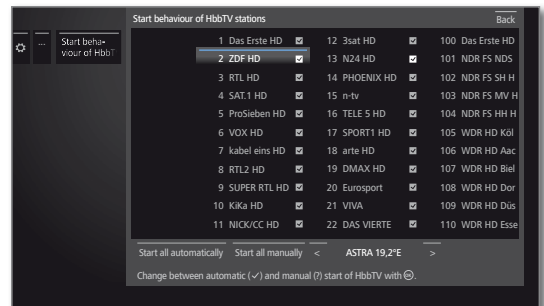 Start behaviour of HbbTV stations
Back
...
Start beha-
viour of HbbT
1 Das Erste HD
2 ZDF HD
3 RTL HD
4 SAT.1 HD
5 ProSieben HD
6 VOX HD
7 kabel eins HD
8 RTL2 HD
9 SUPER RTL HD
10 KiKa HD
11 NICK/CC HD
12 3sat HD
13 N24 HD
14 PHOENIX HD
15 n-tv
16 TELE 5 HD
17 SPORT1 HD
18 arte HD
19 DMAX HD
20 Eurosport
21 VIVA
22 DAS VIERTE
100 Das Erste HD
101 NDR FS NDS
102 NDR FS SH H
103 NDR FS MV H
104 NDR FS HH H
105 WDR HD Köl
106 WDR HD Aac
107 WDR HD Biel
108 WDR HD Dor
109 WDR HD Düs
110 WDR HD Esse
Start all automatically
Start all manually
<
ASTRA 19,2°E
>
Change between automatic (✓) and manual (?) start of HbbTV with OK.